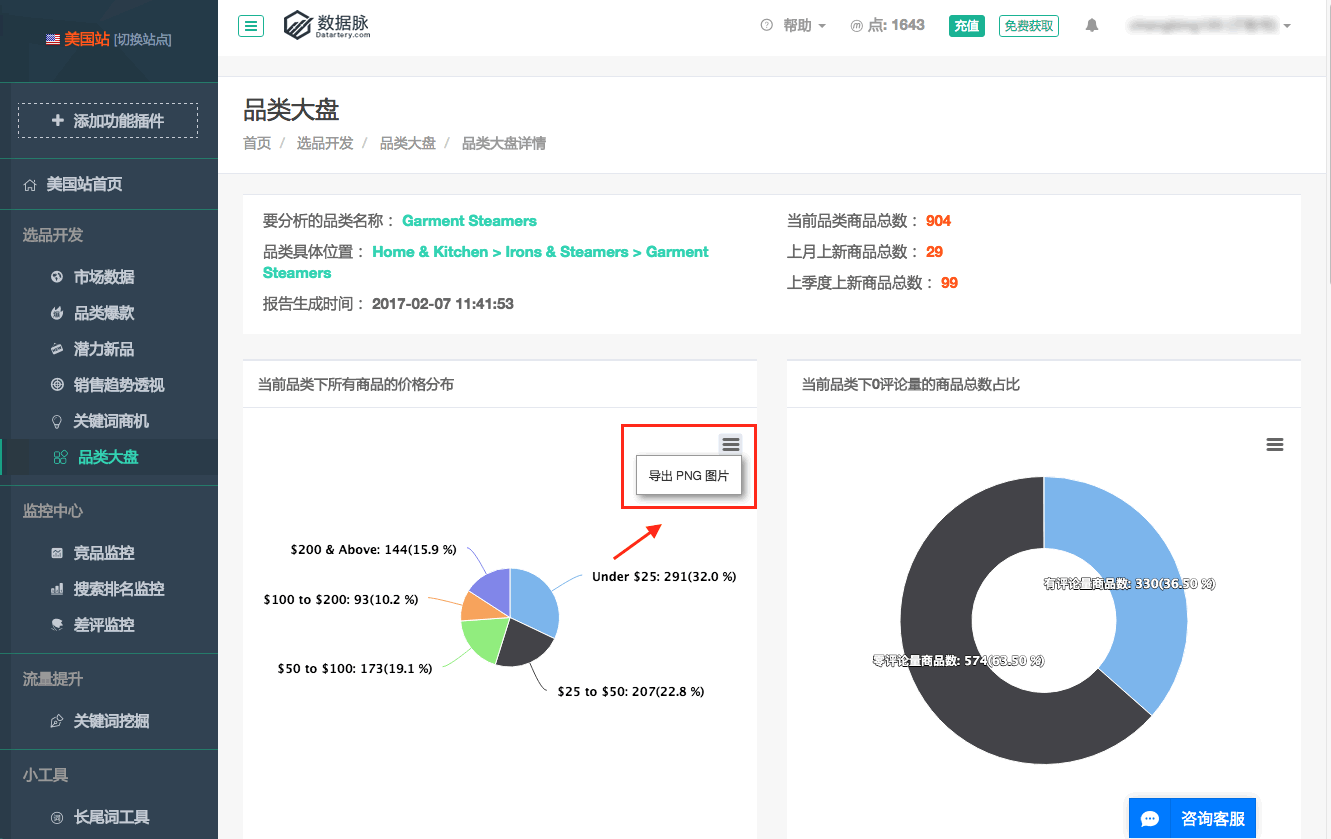 美国站 [切换站点]
添加功能插件
美国站首页
选品开发
市场数据
品类爆款
潜力新品
销售趋势透视
关键词商机
品类大盘
监控中心
竞品监控
搜索排名监控
差评监控
流量提升
关键词挖掘
小工具
长尾词工具
数据脉
Datartery.com
帮助
点: 1643
充值
免费获取
品类大盘
首页 / 选品开发 / 品类大盘 / 品类大盘详情
要分析的品类名称： Garment Steamers
品类具体位置： Home & Kitchen > Irons & Steamers > Garment
Steamers
报告生成时间： 2017-02-07 11:41:53
当前品类商品总数： 904
上月上新商品总数： 29
上季度上新商品总数： 99
当前品类下所有商品的价格分布
导出 PNG 图片
$200 & Above: 144(15.9 %)
Under $25: 291(32.0 %)
$100 to $200: 93(10.2 %)
$50 to $100: 173(19.1 %)
$25 to $50: 207(22.8 %)
当前品类下0评论量的商品总数占比
有评论量商品数: 330(36.50 %)
零评论量商品数: 574(63.50 %)
咨询客服